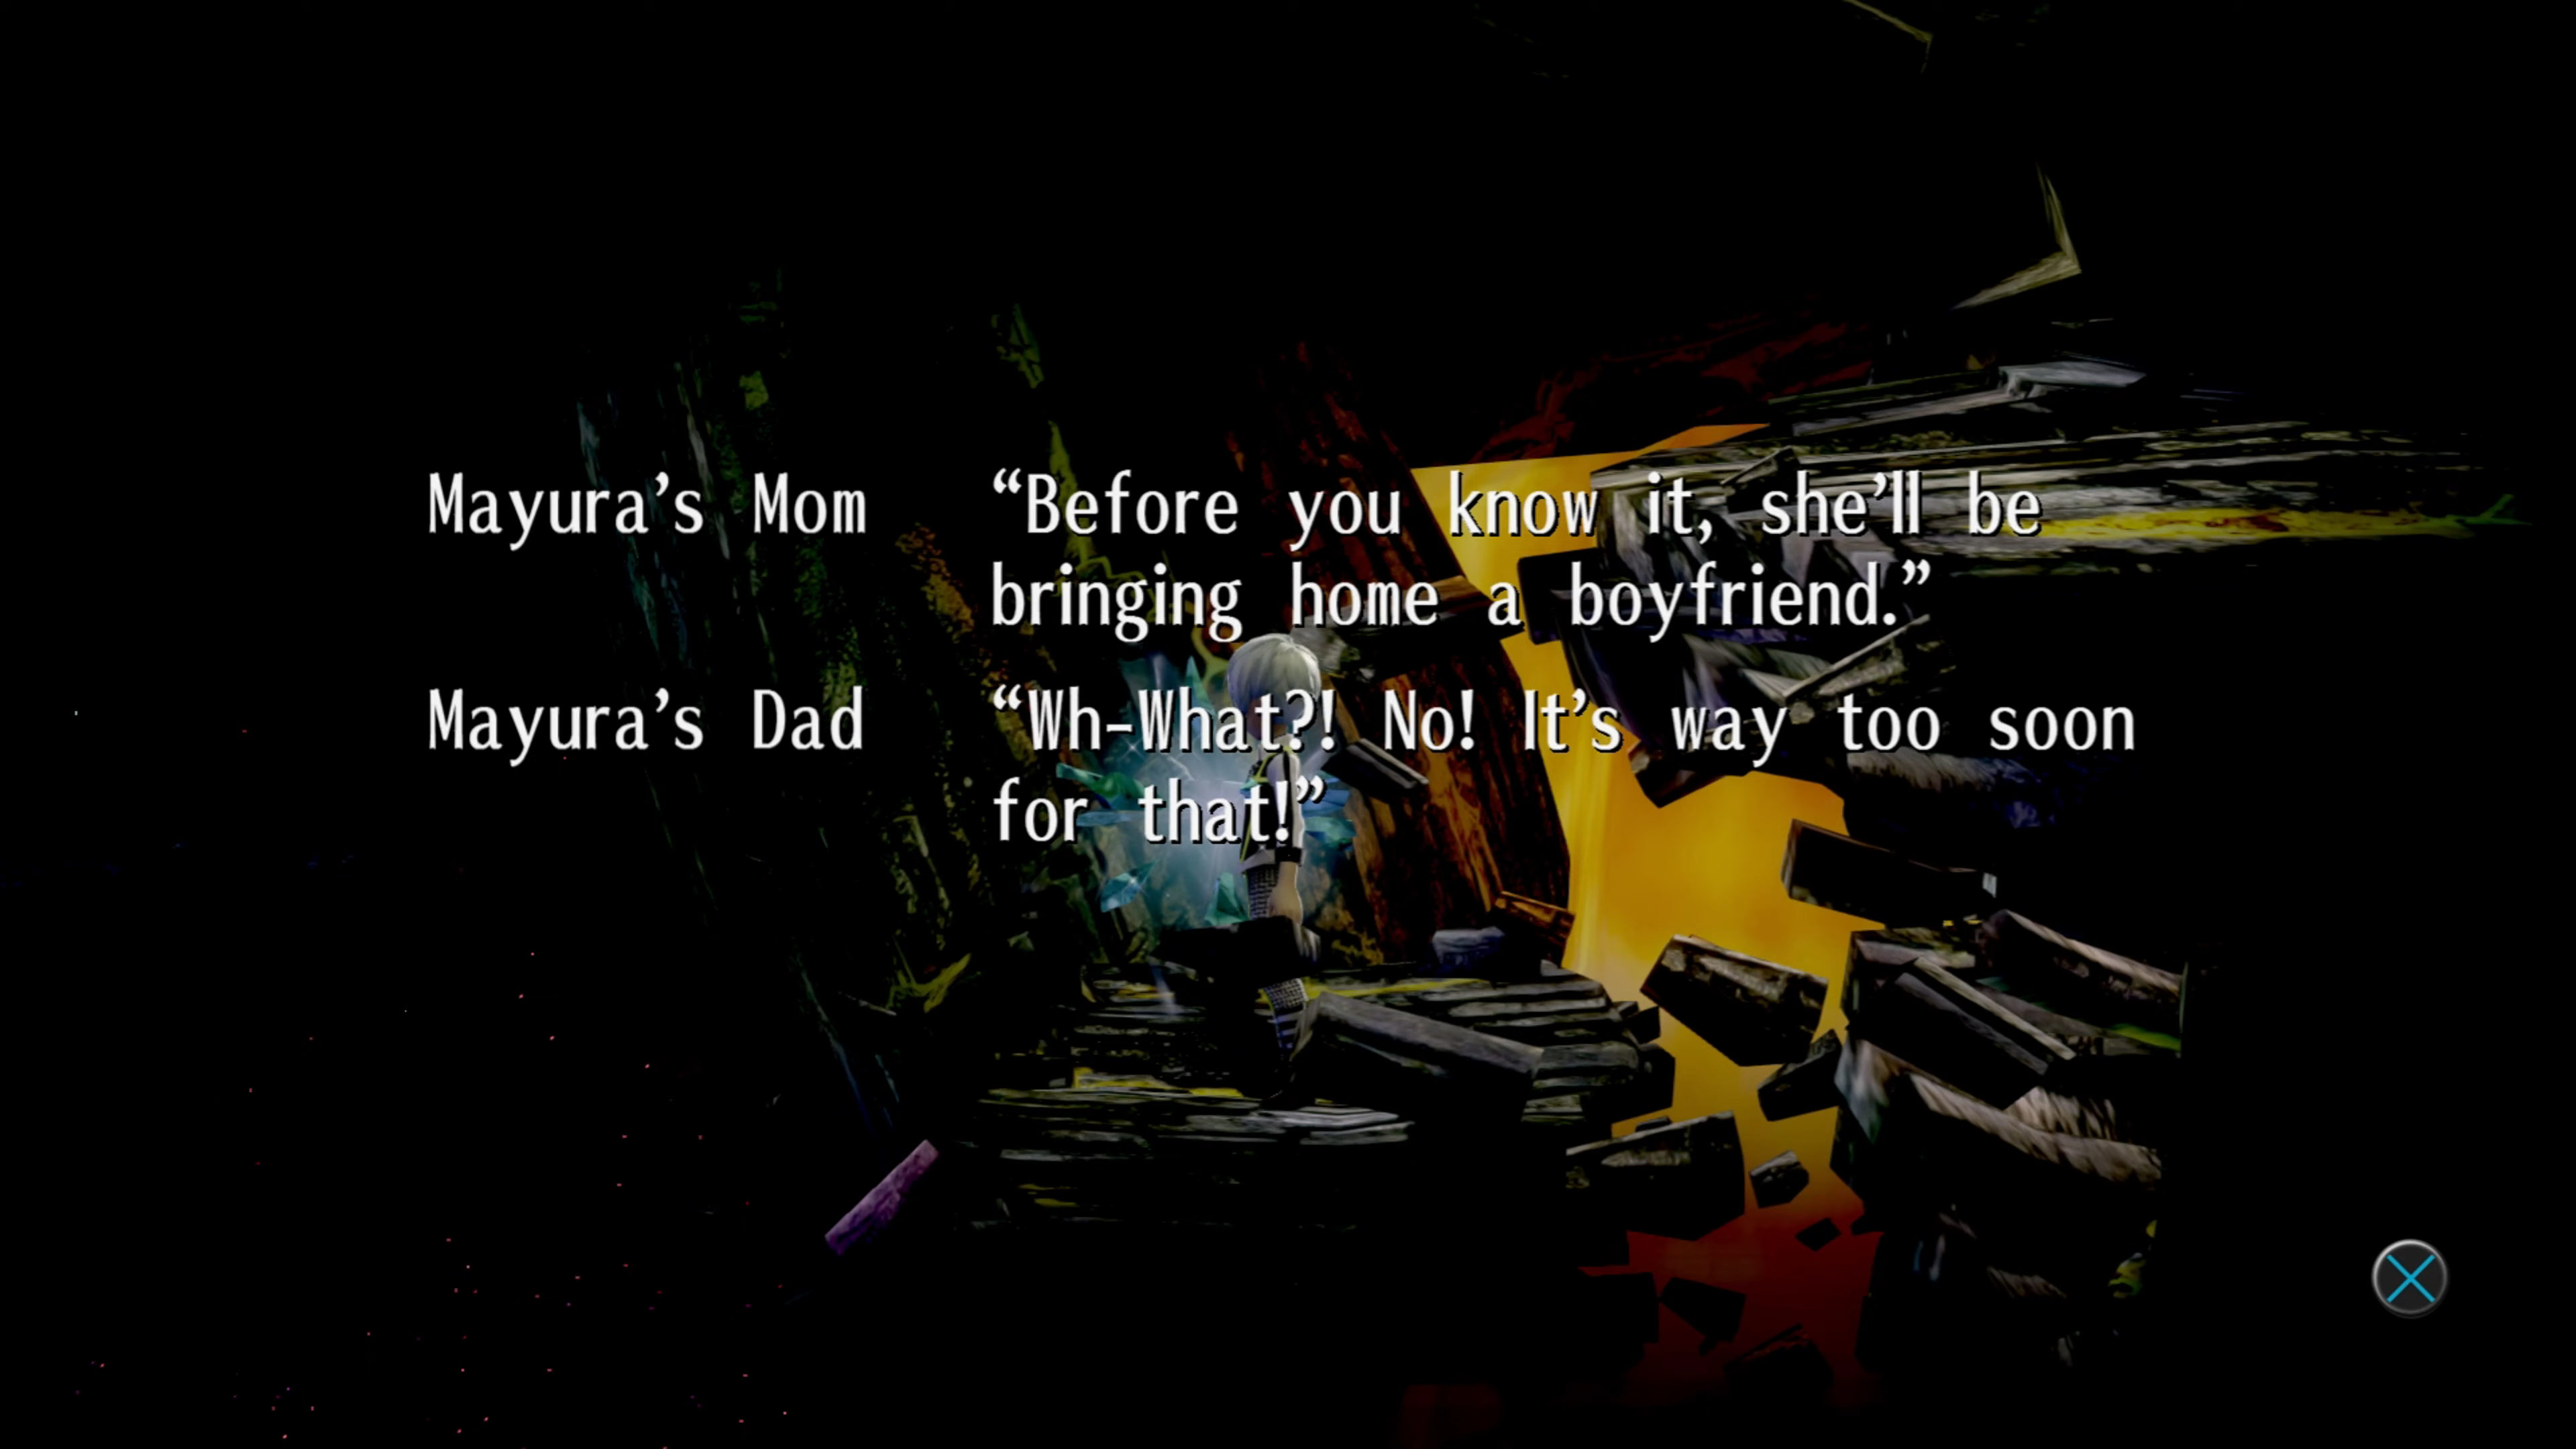 Mayura’s Mom “Before you know it, she’ll be
bringing home a boyfriend.”
Mayura’s Dad “Wh-What?! No! It’s way too soon
for that!”